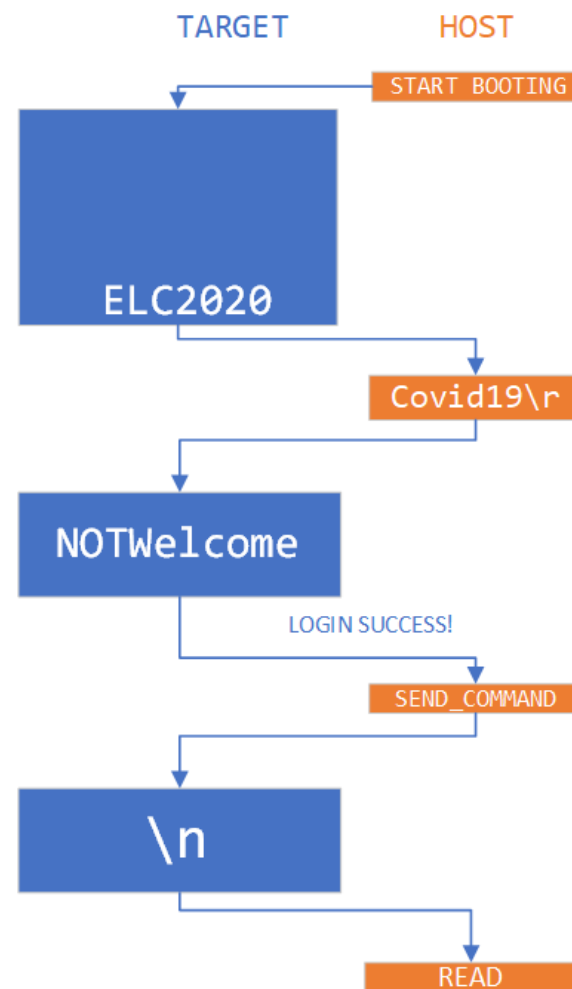 TARGET HOST
START BOOTING
ELC2020
Covid19\r
NOTWelcome
LOGIN SUCCESS!
SEND_COMMAND
\n
READ